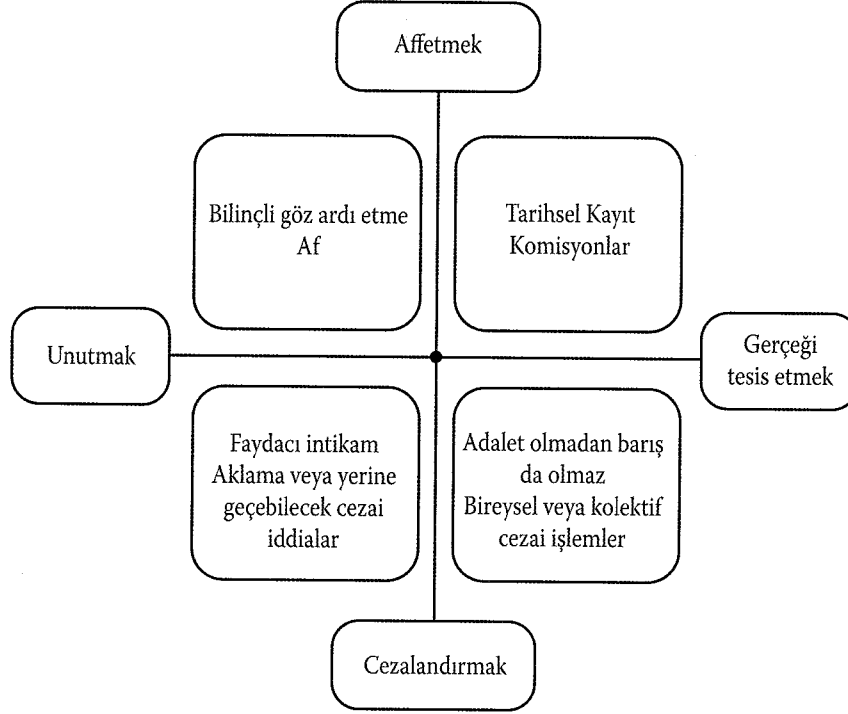 Affetmek
Bilinçli göz ardı etme
Af
Tarihsel Kayıt
Komisyonlar
Unutmak
Gerçeği
tesis etmek
Faydacı intikam
Aklama veya yerine
geçebilecek cezai
iddialar
Adalet olmadan barış
da olmaz
Bireysel veya kolektif
cezai işlemler
Cezalandırmak